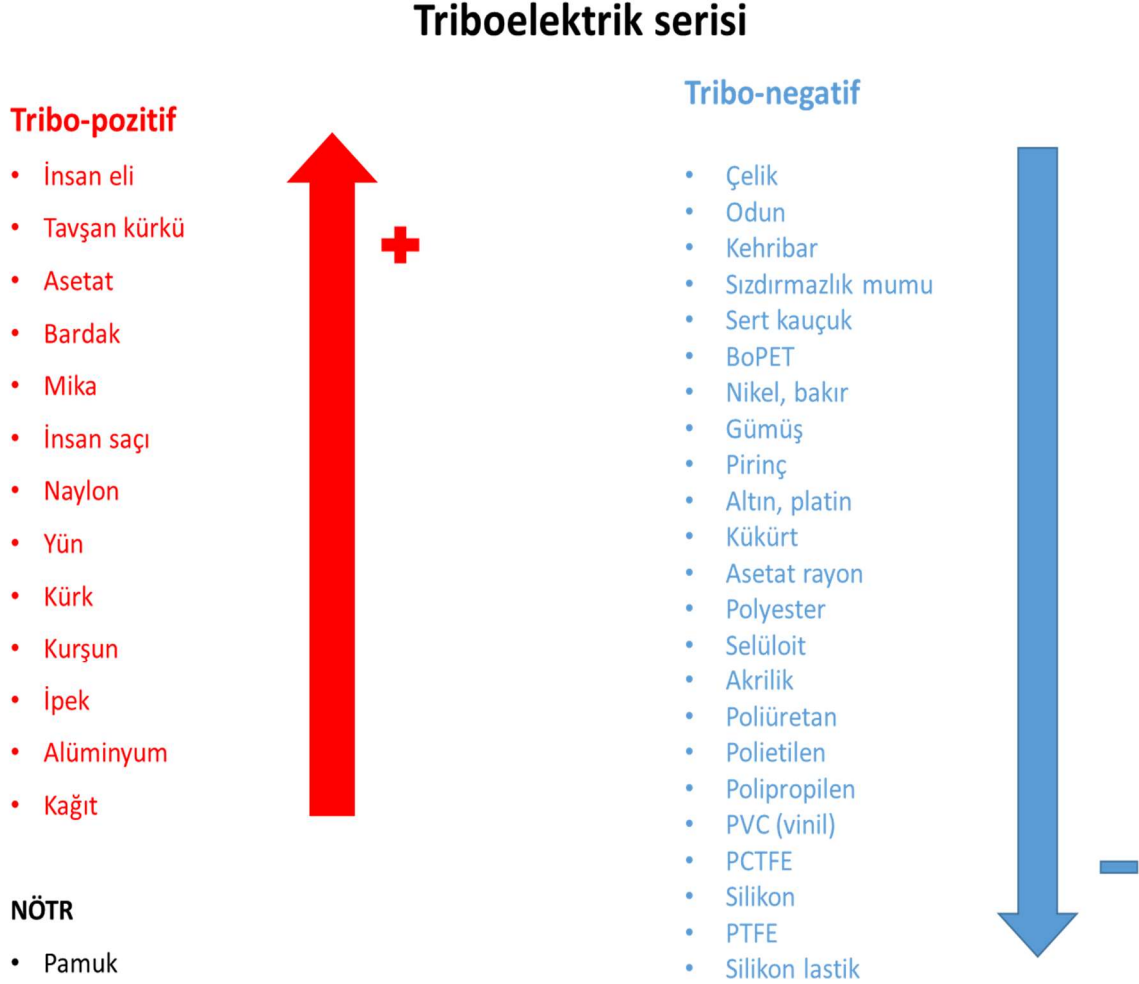 Triboelektrik serisi
Tribo-pozitif
• İnsan eli
• Tavşan kürkü
• Asetat
• Bardak
• Mika
• İnsan saçı
• Naylon
• Yün
• Kürk
• Kurşun
• İpek
• Alüminyum
• Kağıt
NÖTR
• Pamuk
Tribo-negatif
• Çelik
• Odun
• Kehribar
• Sızdırmazlık mumu
• Sert kauçuk
• BoPET
• Nikel, bakır
• Gümüş
• Pirinç
• Altın, platin
• Kükürt
• Asetat rayon
• Polyester
• Selüloit
• Akrilik
• Poliüretan
• Polietilen
• Polipropilen
• PVC (vinil)
• PCTFE
• Silikon
• PTFE
• Silikon lastik